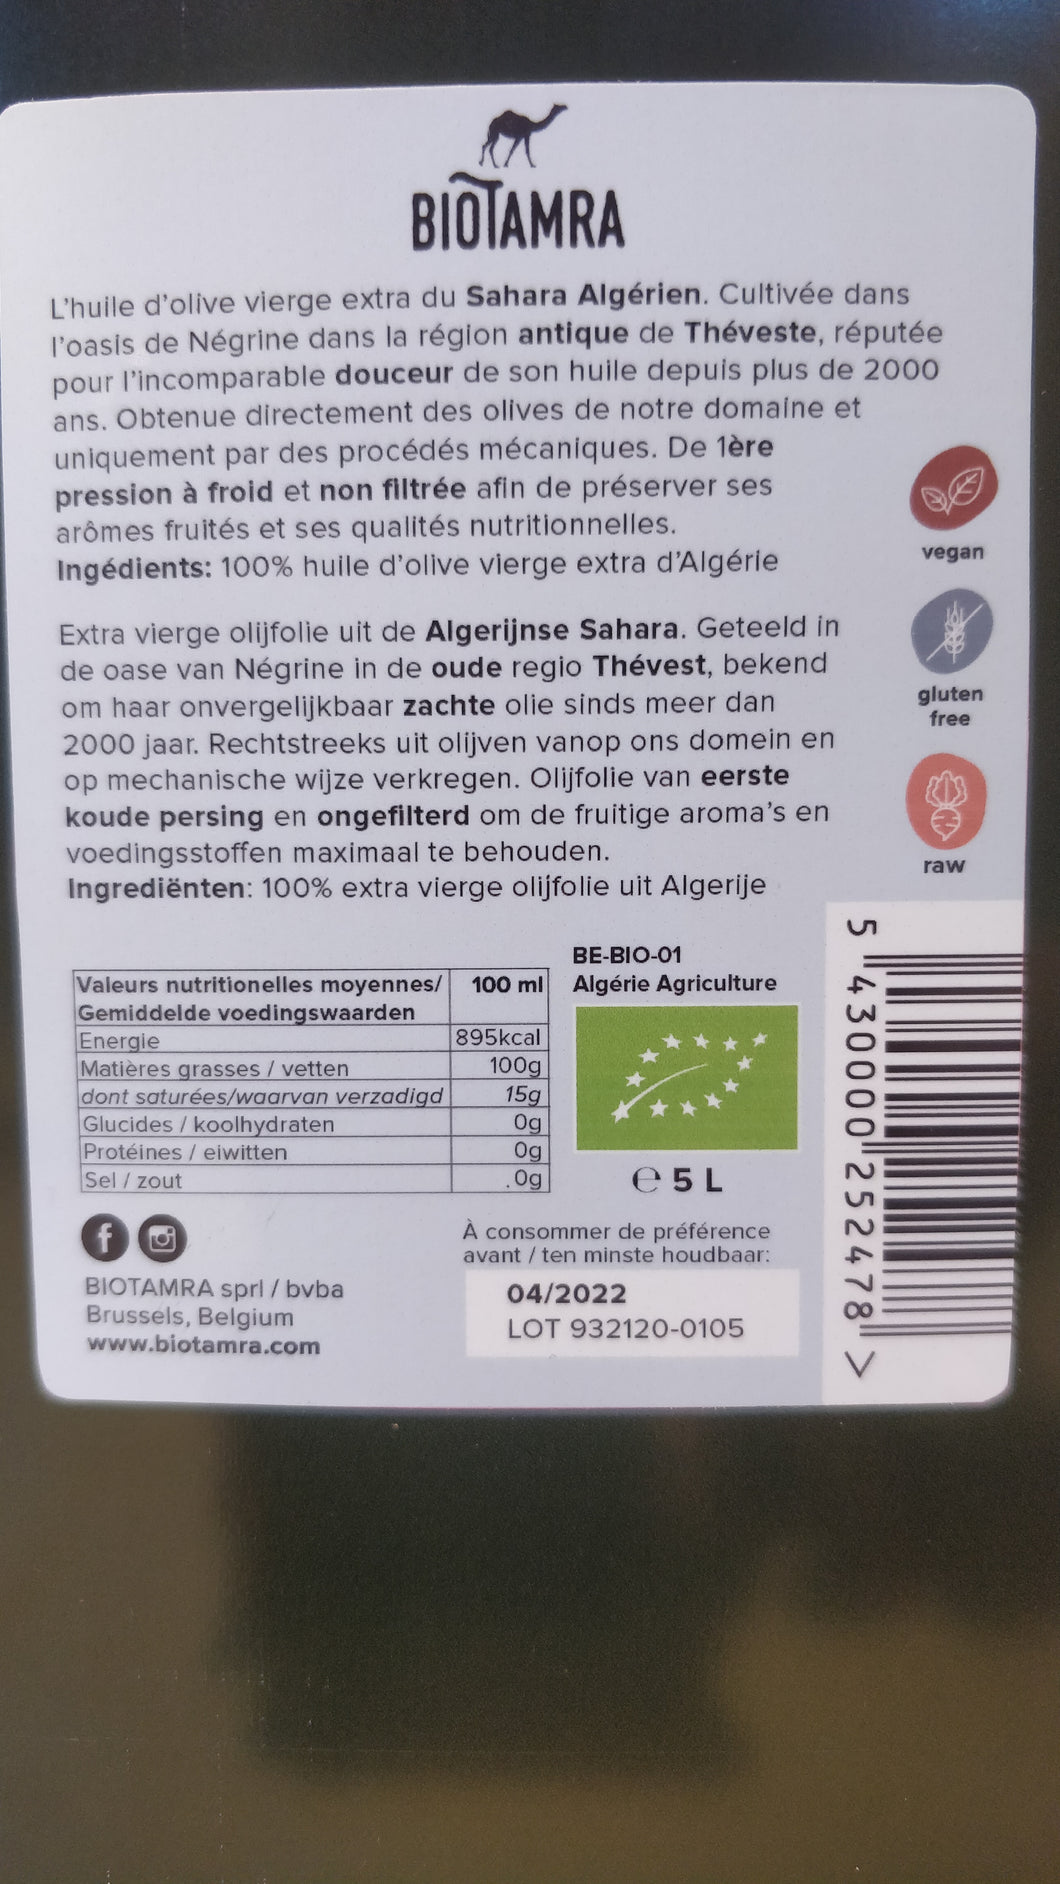 BIOTAMRA
L'huile d'olive vierge extra du Sahara Algérien. Cultivée dans
l'oasis de Négrine dans la région antique de Théveste, réputée
pour l'incomparable douceur de son huile depuis plus de 2000
ans. Obtenue directement des olives de notre domaine et
uniquement par des procédés mécaniques. De 1ère
pression à froid et non filtrée afin de préserver ses
arômes fruités et ses qualités nutritionnelles.
Ingédients: 100% huile d'olive vierge extra d'Algérie
Extra vierge olijfolie uit de Algerijnse Sahara. Geteeld in
de oase van Négrine in de oude regio Thévest, bekend
om haar onvergelijkbaar zachte olie sinds meer dan
2000 jaar. Rechtstreeks uit olijven vanop ons domein en
op mechanische wijze verkregen. Olijfolie van eerste
koude persing en ongefilterd om de fruitige aroma's en
voedingsstoffen maximaal te behouden.
Ingrediënten: 100% extra vierge olijfolie uit Algerije
vegan
gluten
free
raw
Valeurs nutritionelles moyennes/ 100 ml
Gemiddelde voedingswaarden
Energie 895kcal
Matières grasses / vetten 100g
dont saturées/waarvan verzadigd 15g
Glucides / koolhydraten 0g
Protéines / eiwitten 0g
Sel / zout .0g
BE-BIO-01
Algérie Agriculture
e 5 L
À consommer de préférence
avant / ten minste houdbaar:
04/2022
LOT 932120-0105
BIOTAMRA sprl / bvba
Brussels, Belgium
www.biotamra.com
5 430000 252478 >